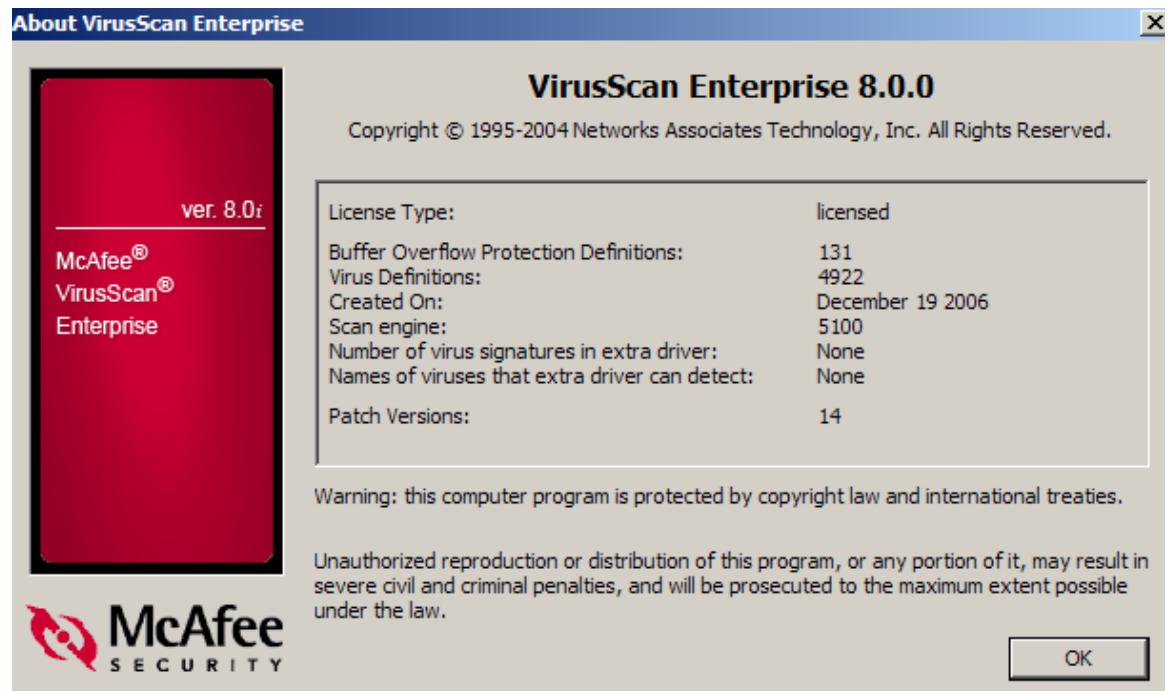 About VirusScan Enterprise
ver. 8.0i
McAfee®
VirusScan®
Enterprise
McAfee
SECURITY
VirusScan Enterprise 8.0.0
Copyright © 1995-2004 Networks Associates Technology, Inc. All Rights Reserved.
License Type: licensed
Buffer Overflow Protection Definitions: 131
Virus Definitions: 4922
Created On: December 19 2006
Scan engine: 5100
Number of virus signatures in extra driver: None
Names of viruses that extra driver can detect: None
Patch Versions: 14
Warning: this computer program is protected by copyright law and international treaties.
Unauthorized reproduction or distribution of this program, or any portion of it, may result in
severe civil and criminal penalties, and will be prosecuted to the maximum extent possible
under the law.
OK